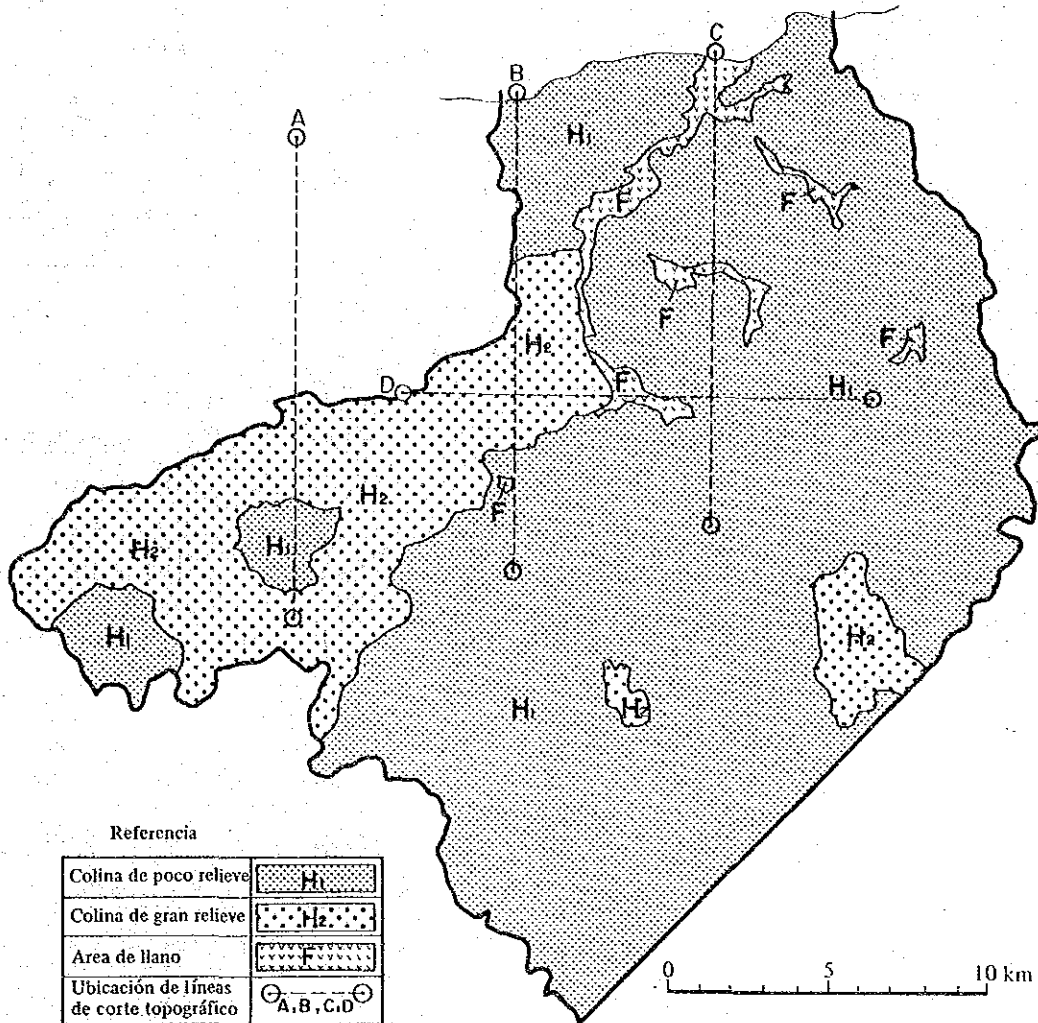 C
B
A
H₁
F
F
F
H₂
F
D
F
H₁
H₂
F
H₂
H₁
H₁
H₂
H₁
H₂
Referencia
Colina de poco relieve H₁
Colina de gran relieve H₂
Area de llano F
Ubicación de líneas
de corte topográfico A,B,C,D
0 5 10 km